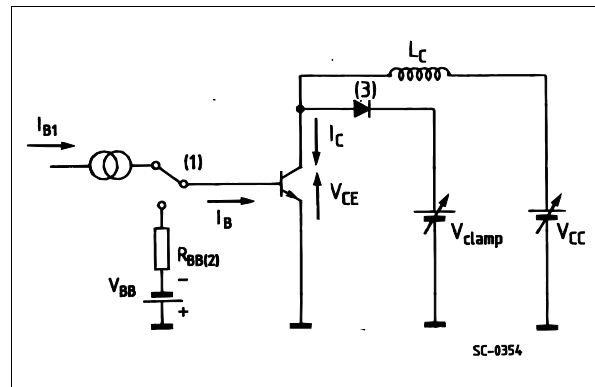 L_C
(3)
I_B1
(1)
I_C
I_B
V_CE
V_clamp
V_CC
R_BB(2)
V_BB
−
+
SC-0354